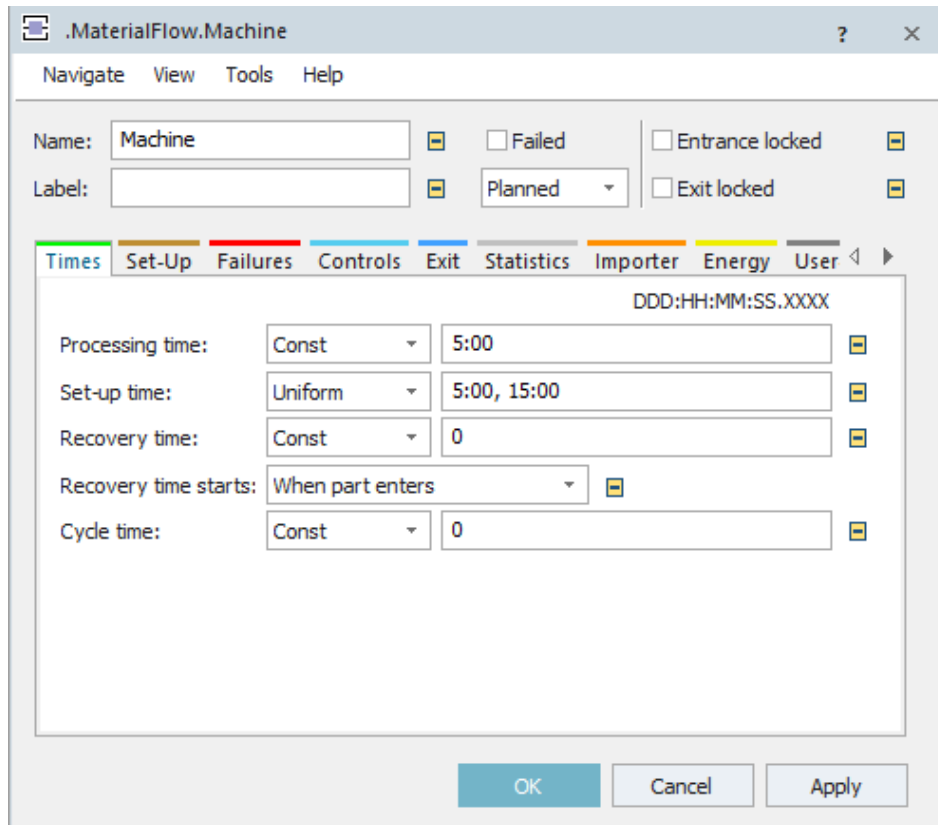 .MaterialFlow.Machine ? ×
Navigate View Tools Help
Name: Machine Failed Entrance locked
Label: Planned Exit locked
Times Set-Up Failures Controls Exit Statistics Importer Energy User
DDD:HH:MM:SS.XXXX
Processing time: Const 5:00
Set-up time: Uniform 5:00, 15:00
Recovery time: Const 0
Recovery time starts: When part enters
Cycle time: Const 0
OK Cancel Apply